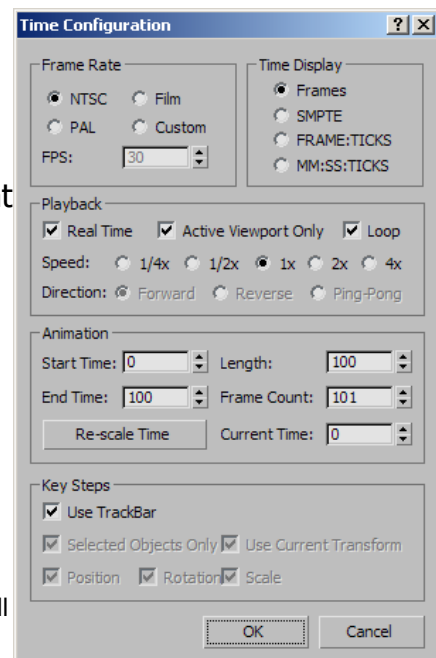 Time Configuration
Frame Rate
NTSC Film
PAL Custom
FPS: 30
Time Display
Frames
SMPTE
FRAME:TICKS
MM:SS:TICKS
Playback
Real Time Active Viewport Only Loop
Speed: 1/4x 1/2x 1x 2x 4x
Direction: Forward Reverse Ping-Pong
Animation
Start Time: 0 Length: 100
End Time: 100 Frame Count: 101
Re-scale Time Current Time: 0
Key Steps
Use TrackBar
Selected Objects Only Use Current Transform
Position Rotation Scale
OK Cancel